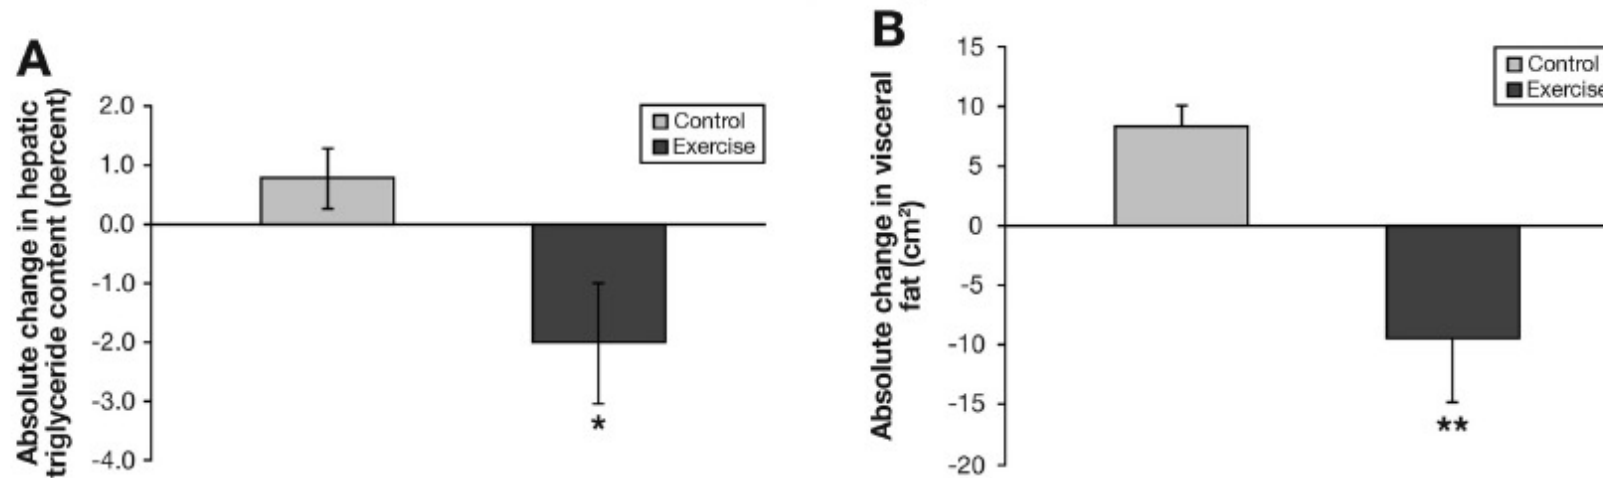 A
Absolute change in hepatic
triglyceride content (percent)
2.0
1.0
0.0
-1.0
-2.0
-3.0
-4.0
Control
Exercise
*
B
Absolute change in visceral
fat (cm²)
15
10
5
0
-5
-10
-15
-20
Control
Exercise
**